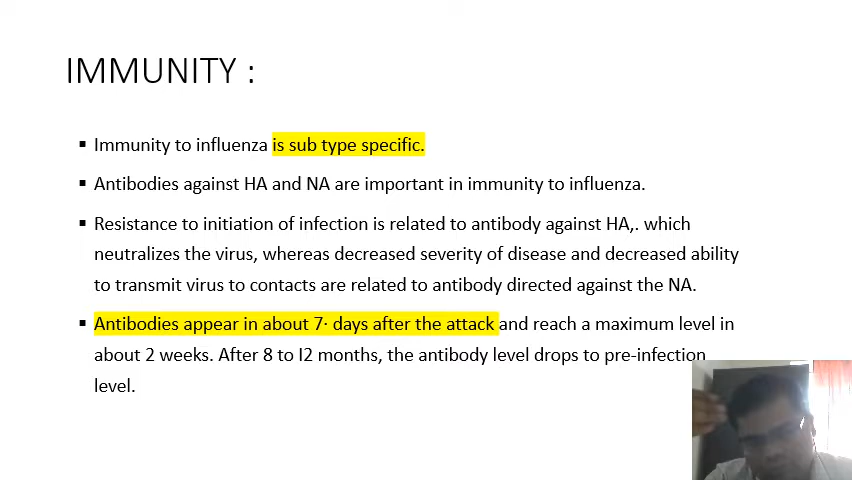 IMMUNITY :
▪ Immunity to influenza is sub type specific.
▪ Antibodies against HA and NA are important in immunity to influenza.
▪ Resistance to initiation of infection is related to antibody against HA,. which
neutralizes the virus, whereas decreased severity of disease and decreased ability
to transmit virus to contacts are related to antibody directed against the NA.
▪ Antibodies appear in about 7· days after the attack and reach a maximum level in
about 2 weeks. After 8 to I2 months, the antibody level drops to pre-infection
level.